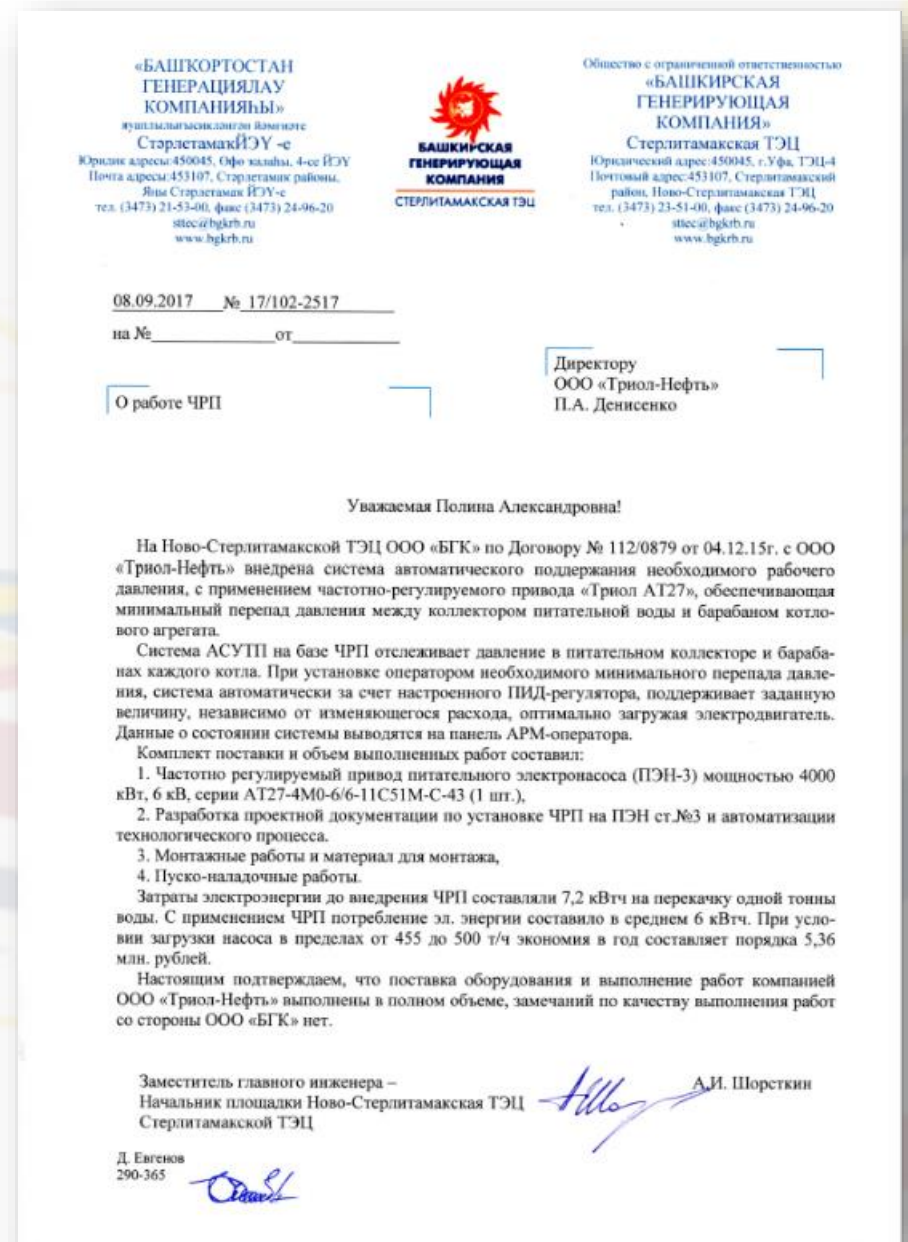 «БАШҠОРТОСТАН
ГЕНЕРАЦИЯЛАУ
КОМПАНИЯҺЫ»
яуаплылығысикләнгән йәмғиәте
СтәрлетамаҡЙЭҮ -е
Юридик адресы:450045, Өфө ҡалаһы, 4-се ЙЭҮ
Почта адресы:453107, Стәрлетамаҡ районы,
Яңы Стәрлетамаҡ ЙЭҮ-е
тел. (3473) 21-53-00, факс (3473) 24-96-20
sttec@bgkrb.ru
www.bgkrb.ru
БАШКИРСКАЯ
ГЕНЕРИРУЮЩАЯ
КОМПАНИЯ
СТЕРЛИТАМАКСКАЯ ТЭЦ
Общество с ограниченной ответственностью
«БАШКИРСКАЯ
ГЕНЕРИРУЮЩАЯ
КОМПАНИЯ»
Стерлитамакская ТЭЦ
Юридический адрес:450045, г.Уфа, ТЭЦ-4
Почтовый адрес:453107, Стерлитамакский
район, Ново-Стерлитамакская ТЭЦ
тел. (3473) 23-51-00, факс (3473) 24-96-20
sttec@bgkrb.ru
www.bgkrb.ru
08.09.2017 № 17/102-2517
на № от
О работе ЧРП
Директору
ООО «Триол-Нефть»
П.А. Денисенко
Уважаемая Полина Александровна!
На Ново-Стерлитамакской ТЭЦ ООО «БГК» по Договору № 112/0879 от 04.12.15г. с ООО
«Триол-Нефть» внедрена система автоматического поддержания необходимого рабочего
давления, с применением частотно-регулируемого привода «Триол АТ27», обеспечивающая
минимальный перепад давления между коллектором питательной воды и барабаном котло-
вого агрегата.
Система АСУТП на базе ЧРП отслеживает давление в питательном коллекторе и бараба-
нах каждого котла. При установке оператором необходимого минимального перепада давле-
ния, система автоматически за счет настроенного ПИД-регулятора, поддерживает заданную
величину, независимо от изменяющегося расхода, оптимально загружая электродвигатель.
Данные о состоянии системы выводятся на панель АРМ-оператора.
Комплект поставки и объем выполненных работ составил:
1. Частотно регулируемый привод питательного электронасоса (ПЭН-3) мощностью 4000
кВт, 6 кВ, серии АТ27-4М0-6/6-11С51М-С-43 (1 шт.),
2. Разработка проектной документации по установке ЧРП на ПЭН ст.№3 и автоматизации
технологического процесса.
3. Монтажные работы и материал для монтажа,
4. Пуско-наладочные работы.
Затраты электроэнергии до внедрения ЧРП составляли 7,2 кВтч на перекачку одной тонны
воды. С применением ЧРП потребление эл. энергии составило в среднем 6 кВтч. При усло-
вии загрузки насоса в пределах от 455 до 500 т/ч экономия в год составляет порядка 5,36
млн. рублей.
Настоящим подтверждаем, что поставка оборудования и выполнение работ компанией
ООО «Триол-Нефть» выполнены в полном объеме, замечаний по качеству выполнения работ
со стороны ООО «БГК» нет.
Заместитель главного инженера –
Начальник площадки Ново-Стерлитамакская ТЭЦ
Стерлитамакской ТЭЦ
А.И. Шорсткин
Д. Евгенов
290-365